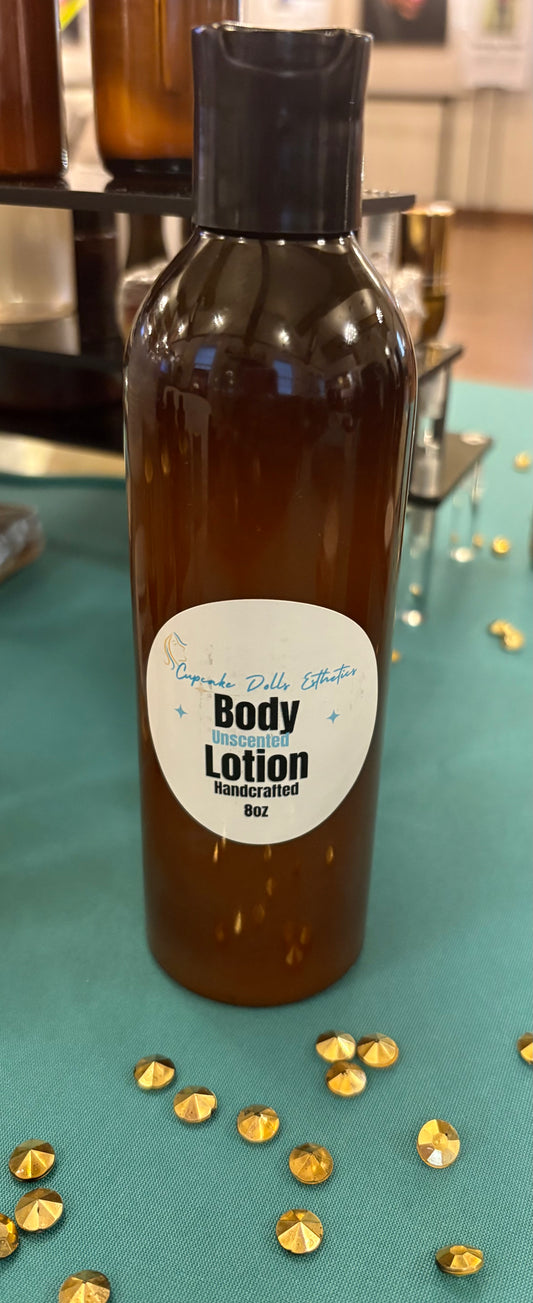 Cupcake Dolls Esthetics
Body
Unscented
Lotion
Handcrafted
8oz